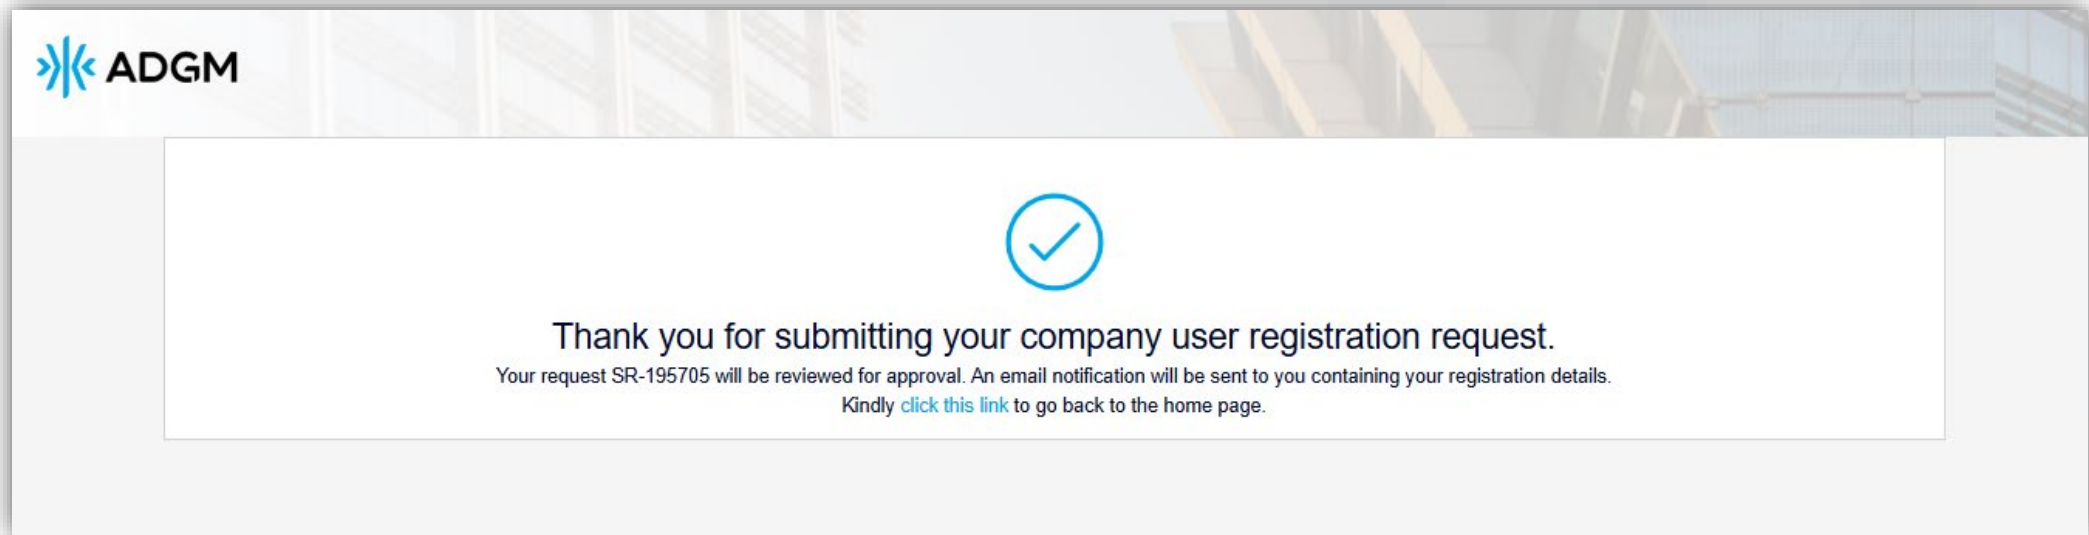 ADGM
Thank you for submitting your company user registration request.
Your request SR-195705 will be reviewed for approval. An email notification will be sent to you containing your registration details.
Kindly click this link to go back to the home page.